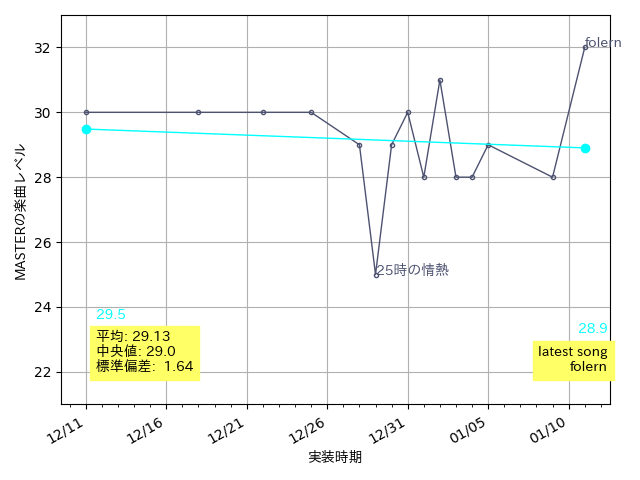 32
30
28
26
24
22
MASTERの楽曲レベル
folern
25時の情熱
29.5
平均: 29.13
中央値: 29.0
標準偏差: 1.64
28.9
latest song
folern
12/11
12/16
12/21
12/26
12/31
01/05
01/10
実装時期